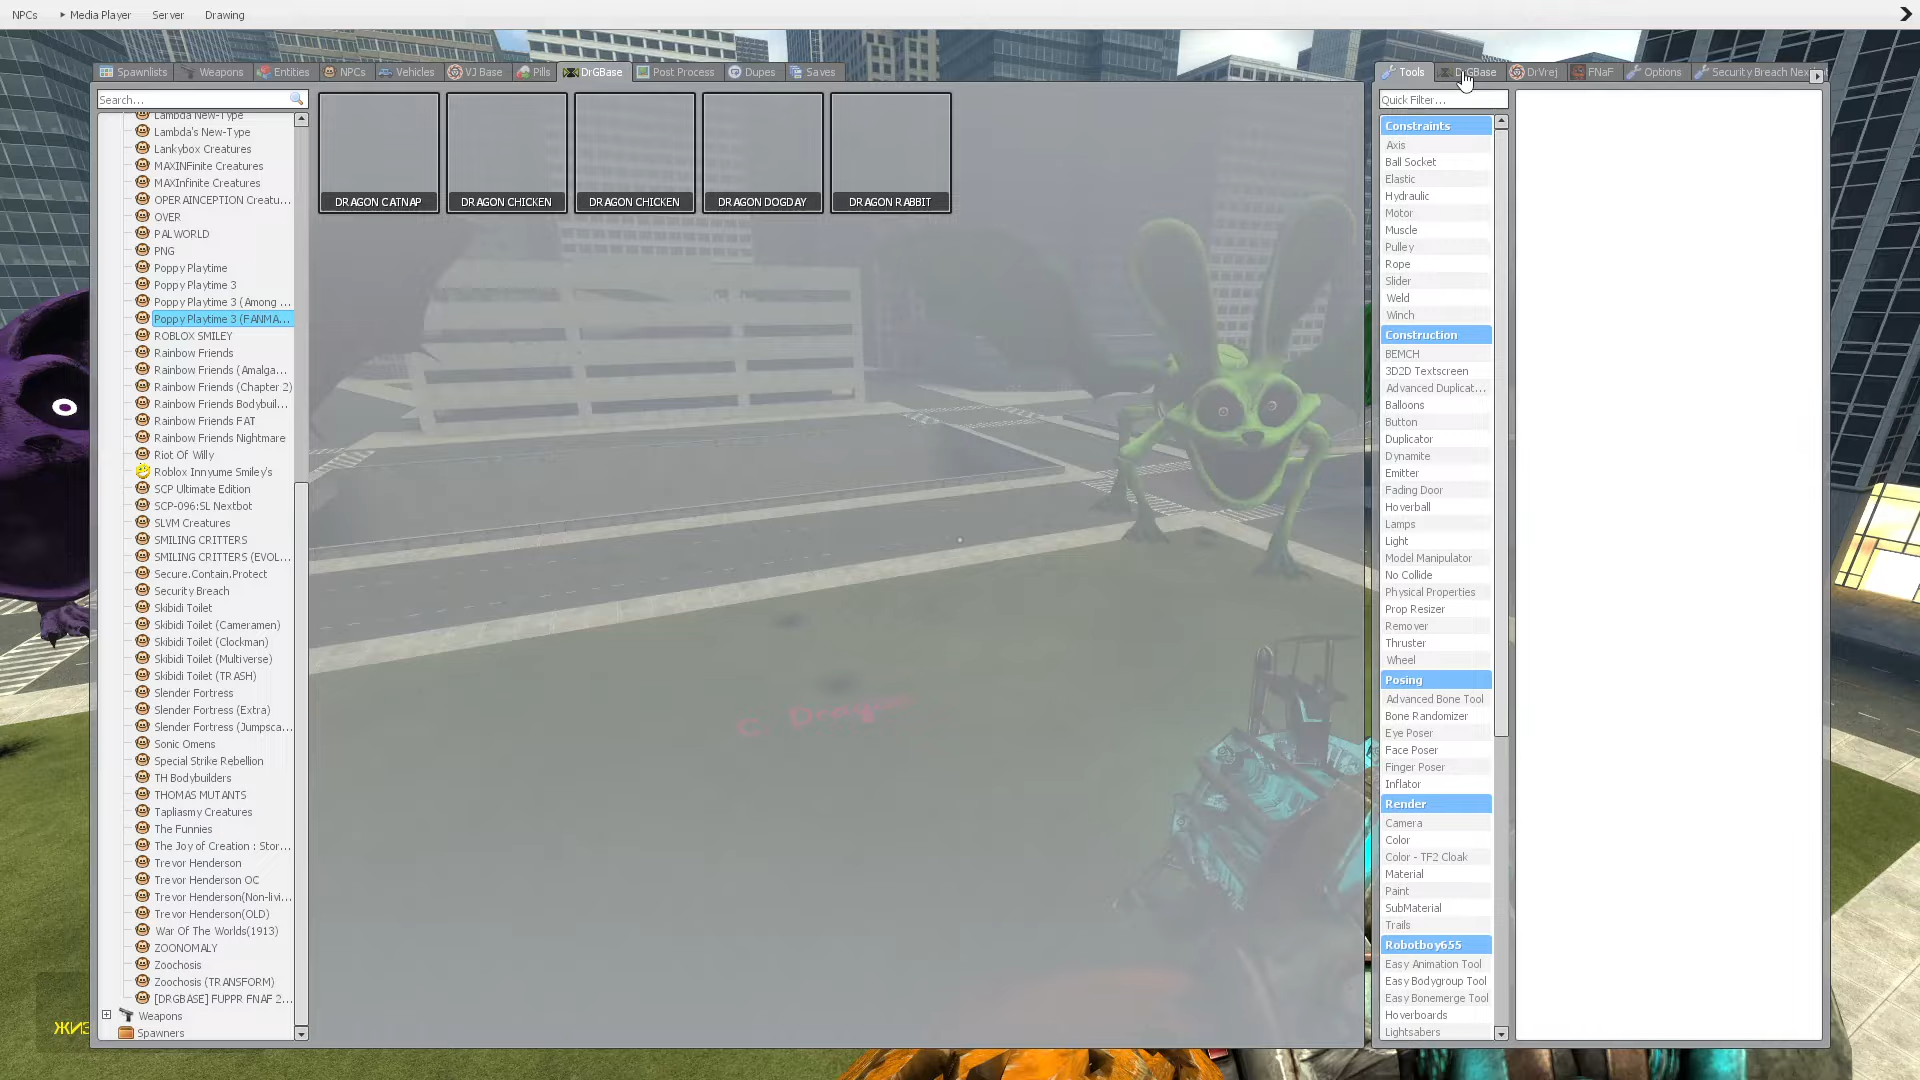 NPCs Media Player Server Drawing
Spawnlists Weapons Entities NPCs Vehicles VJ Base Pills DrGBase Post Process Dupes Saves
Tools DrGBase DrVrej FNaF Options
Search...
Lambda New-Type
Lambda's New-Type
Lankybox Creatures
MAXINFinite Creatures
MAXInfinite Creatures
OPERAINCEPTION Creatu...
OVER
PALWORLD
PNG
Poppy Playtime
Poppy Playtime 3
Poppy Playtime 3 (Among ...
Poppy Playtime 3 (FANMA...
ROBLOX SMILEY
Rainbow Friends
Rainbow Friends (Amalga...
Rainbow Friends (Chapter 2)
Rainbow Friends Bodybuil...
Rainbow Friends FAT
Rainbow Friends Nightmare
Riot Of Willy
Roblox Innyume Smiley's
SCP Ultimate Edition
SCP-096:SL Nextbot
SLVM Creatures
SMILING CRITTERS
SMILING CRITTERS (EVOL...
Secure.Contain.Protect
Security Breach
Skibidi Toilet
Skibidi Toilet (Cameramen)
Skibidi Toilet (Clockman)
Skibidi Toilet (Multiverse)
Skibidi Toilet (TRASH)
Slender Fortress
Slender Fortress (Extra)
Slender Fortress (Jumpsca...
Sonic Omens
Special Strike Rebellion
TH Bodybuilders
THOMAS MUTANTS
Tapliasmy Creatures
The Funnies
The Joy of Creation : Stor...
Trevor Henderson
Trevor Henderson OC
Trevor Henderson(Non-livi...
Trevor Henderson(OLD)
War Of The Worlds(1913)
ZOONOMALY
Zoochosis
Zoochosis (TRANSFORM)
[DRGBASE] FUPPR FNAF 2...
Weapons
Spawners
DRAGON CATNAP
DRAGON CHICKEN
DRAGON CHICKEN
DRAGON DOGDAY
DRAGON RABBIT
C. Dragon
Quick Filter...
Constraints
Axis
Ball Socket
Elastic
Hydraulic
Motor
Muscle
Pulley
Rope
Slider
Weld
Winch
Construction
BEMCH
3D2D Textscreen
Advanced Duplicat...
Balloons
Button
Duplicator
Dynamite
Emitter
Fading Door
Hoverball
Lamps
Light
Model Manipulator
No Collide
Physical Properties
Prop Resizer
Remover
Thruster
Wheel
Posing
Advanced Bone Tool
Bone Randomizer
Eye Poser
Face Poser
Finger Poser
Inflator
Render
Camera
Color
Color - TF2 Cloak
Material
Paint
SubMaterial
Trails
Robotboy655
Easy Animation Tool
Easy Bodygroup Tool
Easy Bonemerge Tool
Hoverboards
Lightsabers